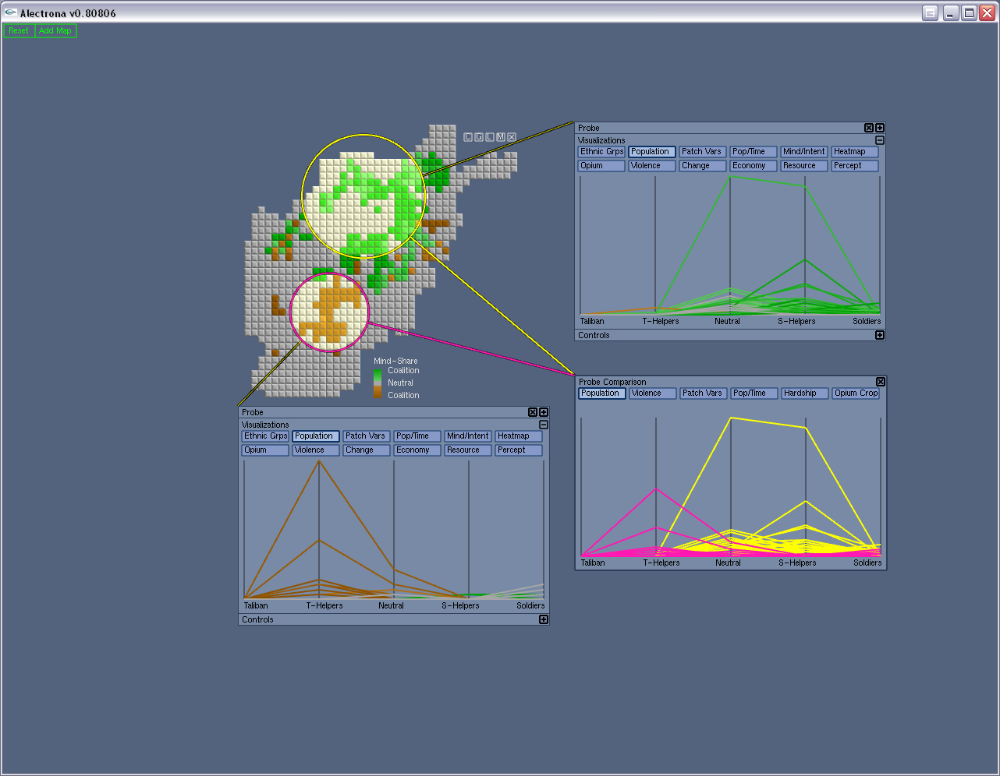 Alectrona v0.80806
Reset Add Map
C G L M X
Probe
Visualizations
Ethnic Grps Population Patch Vars Pop/Time Mind/Intent Heatmap
Opium Violence Change Economy Resource Percept
Taliban T-Helpers Neutral S-Helpers Soldiers
Controls
Mind-Share
Coalition
Neutral
Coalition
Probe Comparison
Population Violence Patch Vars Pop/Time Hardship Opium Crop
Taliban T-Helpers Neutral S-Helpers Soldiers
Probe
Visualizations
Ethnic Grps Population Patch Vars Pop/Time Mind/Intent Heatmap
Opium Violence Change Economy Resource Percept
Taliban T-Helpers Neutral S-Helpers Soldiers
Controls